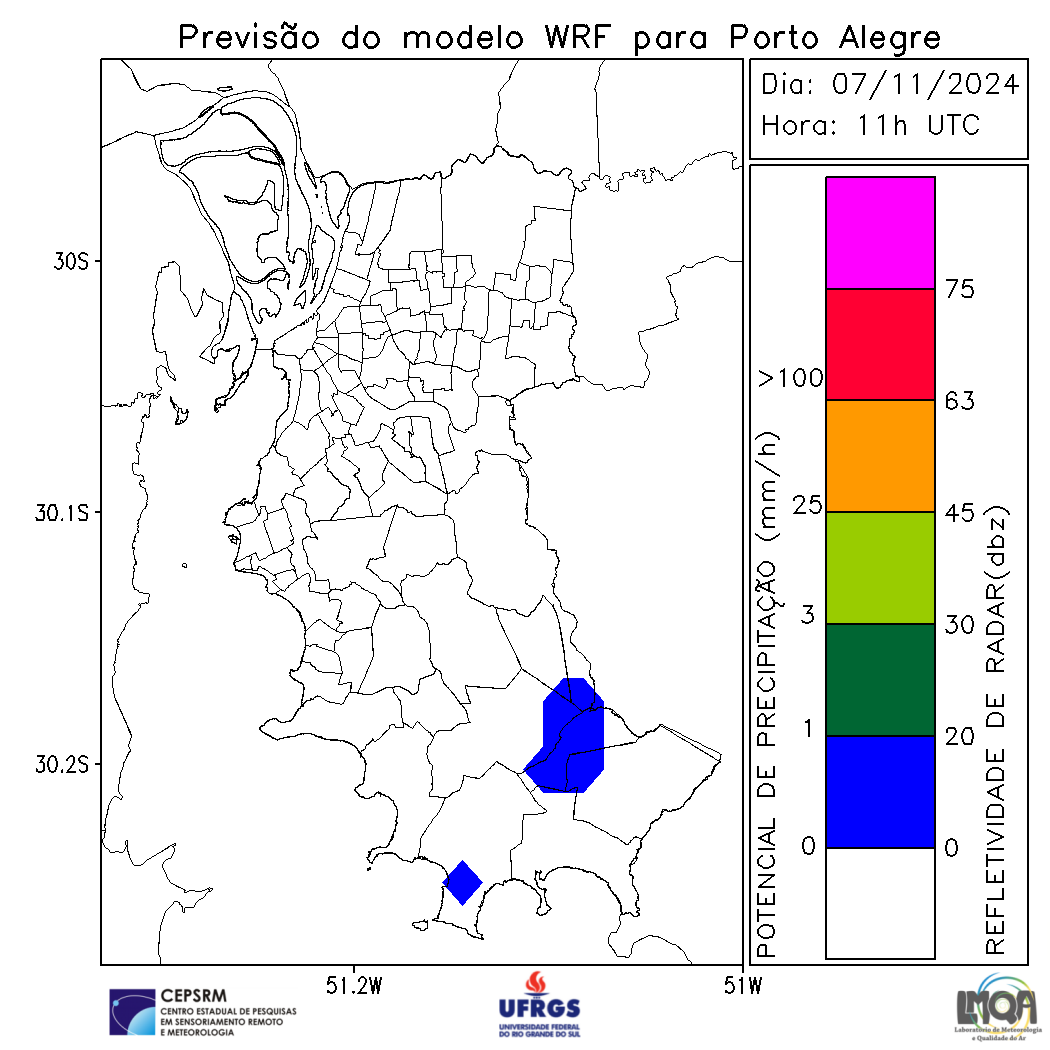 Previsão do modelo WRF para Porto Alegre
Dia: 07/11/2024
Hora: 11h UTC
30S
30.1S
30.2S
51.2W
51W
POTENCIAL DE PRECIPITAÇÃO (mm/h)
>100
25
3
1
0
75
63
45
30
20
0
REFLETIVIDADE DE RADAR(dbz)
CEPSRM
CENTRO ESTADUAL DE PESQUISAS
EM SENSORIAMENTO REMOTO
E METEOROLOGIA
UFRGS
UNIVERSIDADE FEDERAL
DO RIO GRANDE DO SUL
LMQA
Laboratório de Meteorologia
e Qualidade do Ar